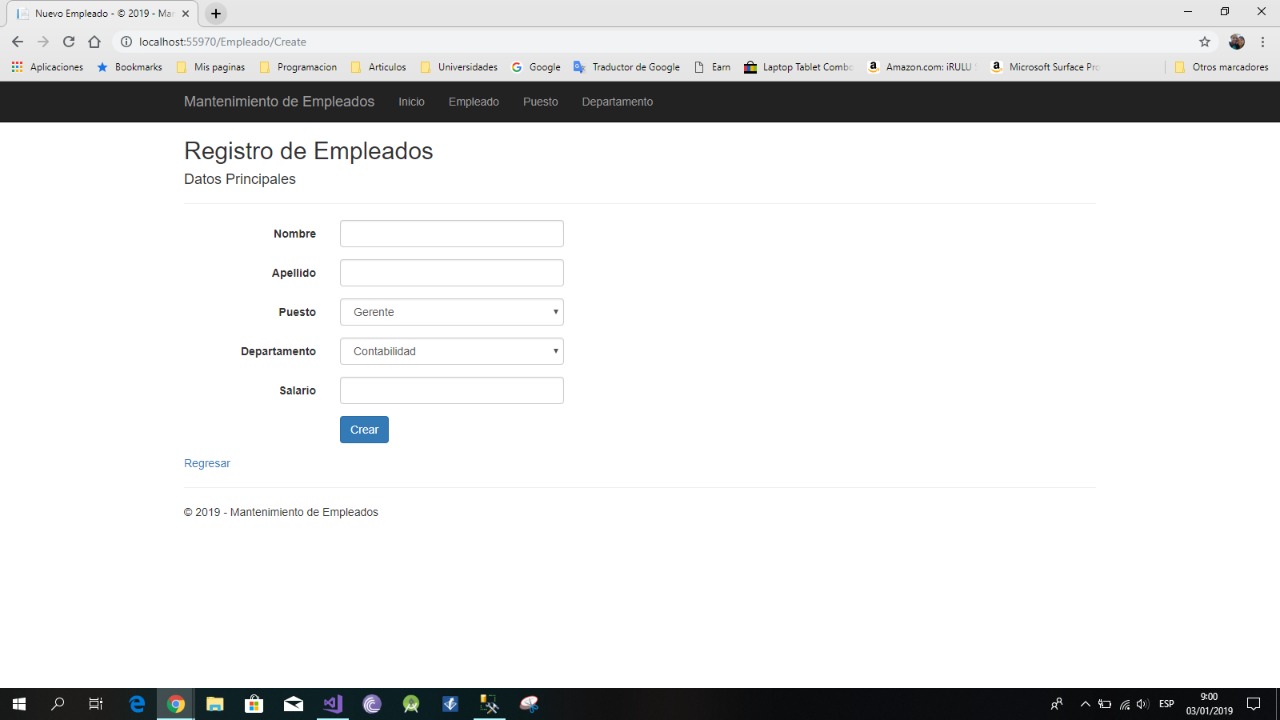 Nuevo Empleado - © 2019 - Mar
localhost:55970/Empleado/Create
Aplicaciones Bookmarks Mis paginas Programacion Articulos Universidades Google Traductor de Google Earn Laptop Tablet Combo Amazon.com: iRULU Microsoft Surface Pro Otros marcadores
Mantenimiento de Empleados Inicio Empleado Puesto Departamento
Registro de Empleados
Datos Principales
Nombre
Apellido
Puesto Gerente
Departamento Contabilidad
Salario
Crear
Regresar
© 2019 - Mantenimiento de Empleados
ESP
9:00
03/01/2019